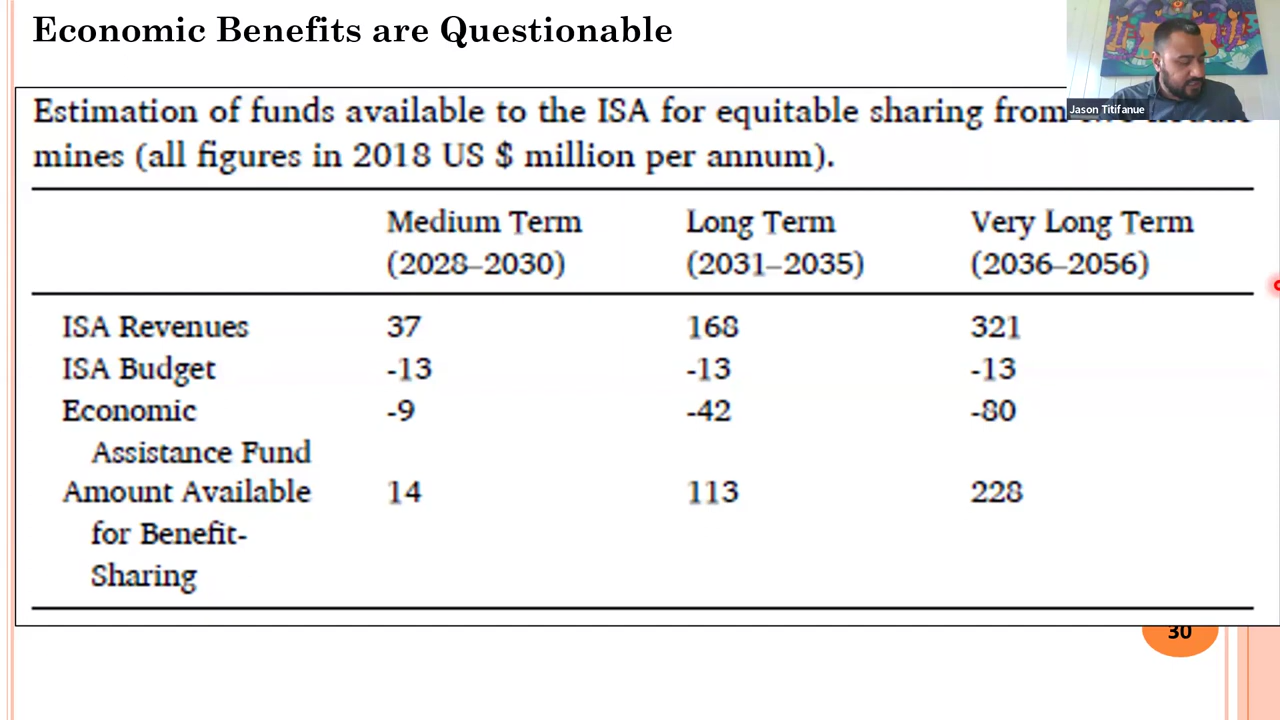 Economic Benefits are Questionable
Jason Titifanue
Estimation of funds available to the ISA for equitable sharing from
mines (all figures in 2018 US $ million per annum).
Medium Term Long Term Very Long Term
(2028–2030) (2031–2035) (2036–2056)
ISA Revenues 37 168 321
ISA Budget -13 -13 -13
Economic -9 -42 -80
Assistance Fund
Amount Available 14 113 228
for Benefit-
Sharing
30